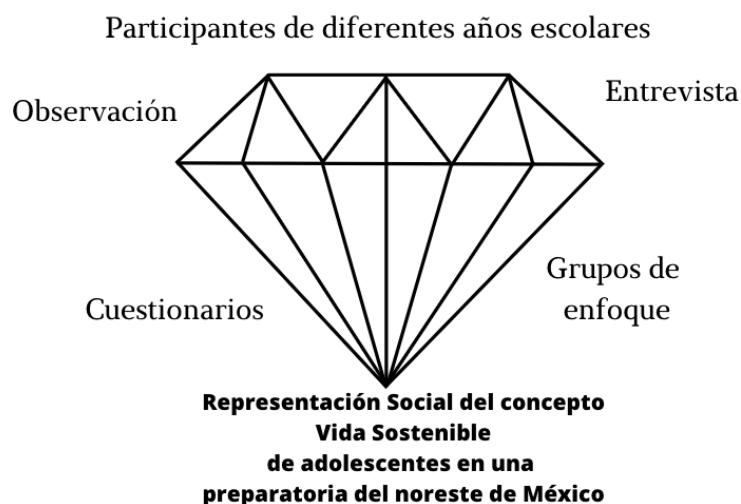 Participantes de diferentes años escolares
Observación
Entrevista
Cuestionarios
Grupos de
enfoque
Representación Social del concepto
Vida Sostenible
de adolescentes en una
preparatoria del noreste de México